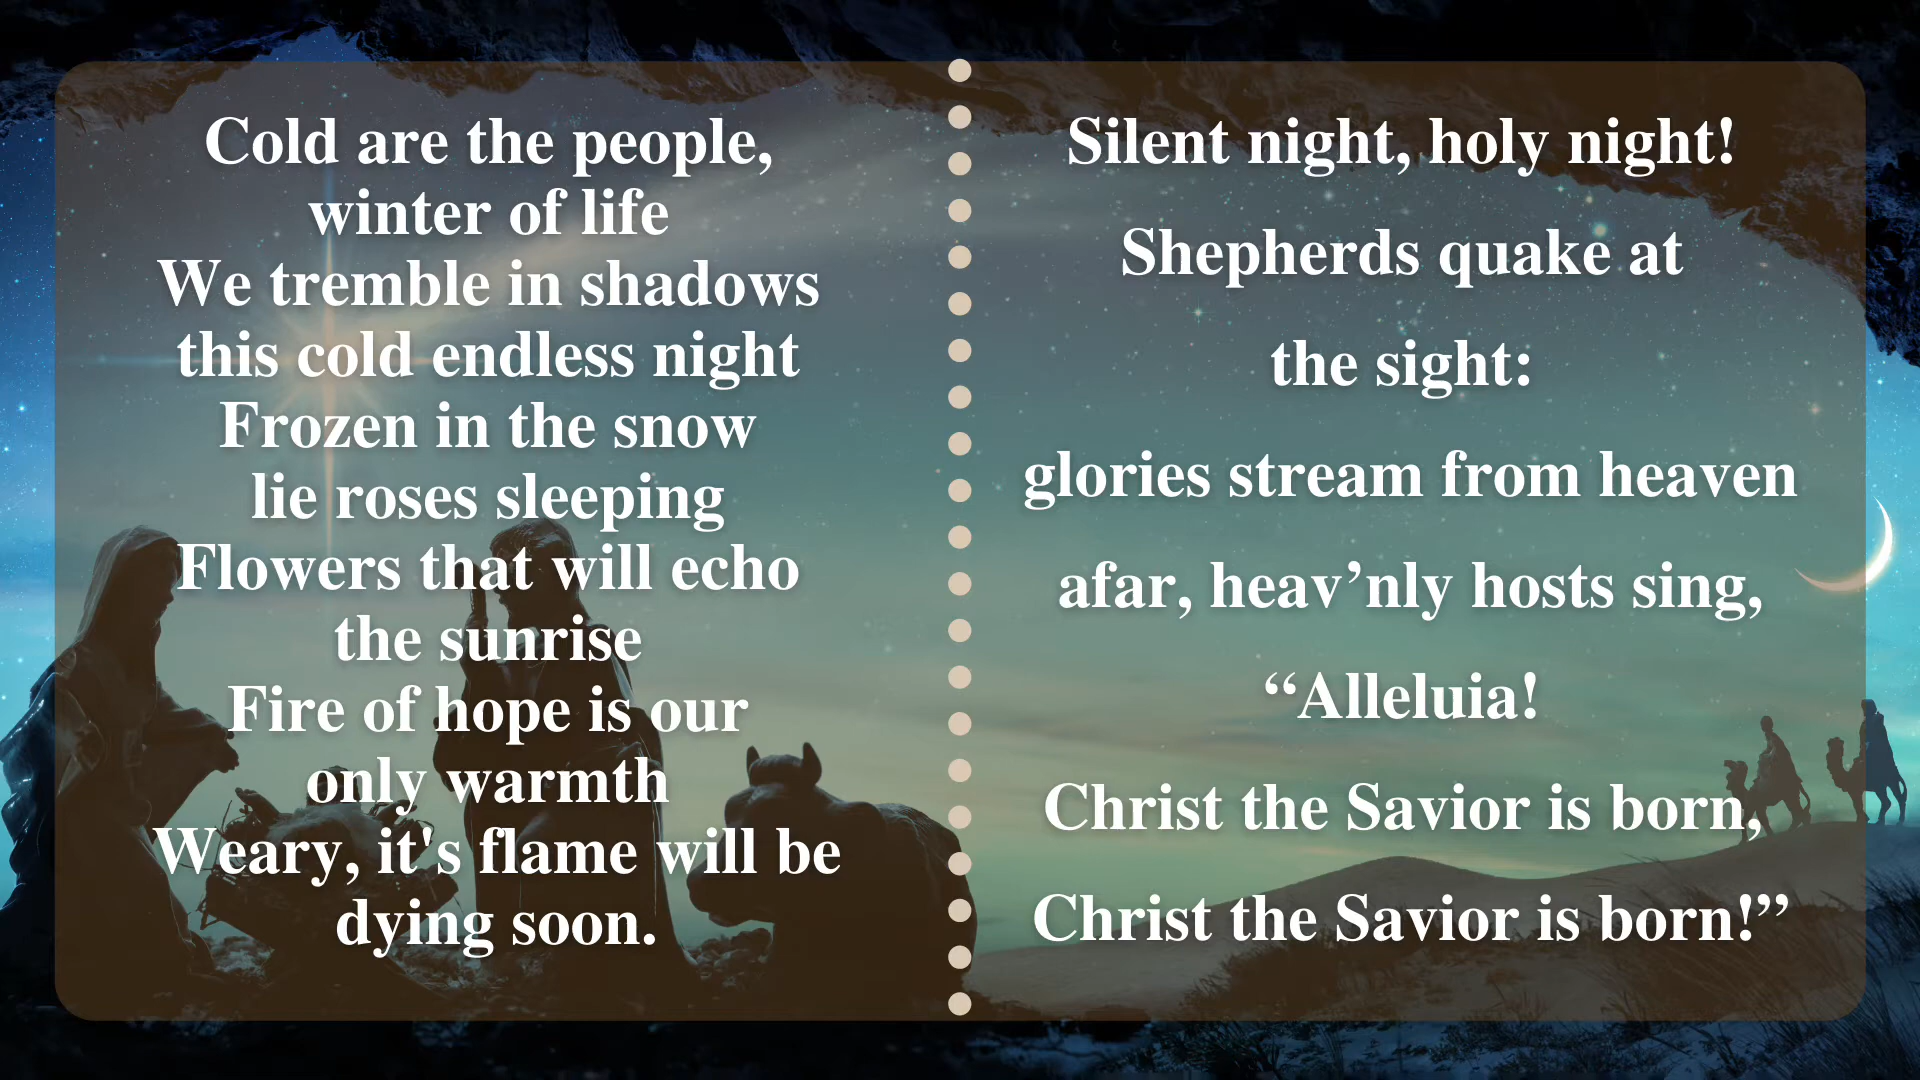 Cold are the people,
winter of life
We tremble in shadows
this cold endless night
Frozen in the snow
lie roses sleeping
Flowers that will echo
the sunrise
Fire of hope is our
only warmth
Weary, it's flame will be
dying soon.
Silent night, holy night!
Shepherds quake at
the sight:
glories stream from heaven
afar, heav’nly hosts sing,
“Alleluia!
Christ the Savior is born,
Christ the Savior is born!”